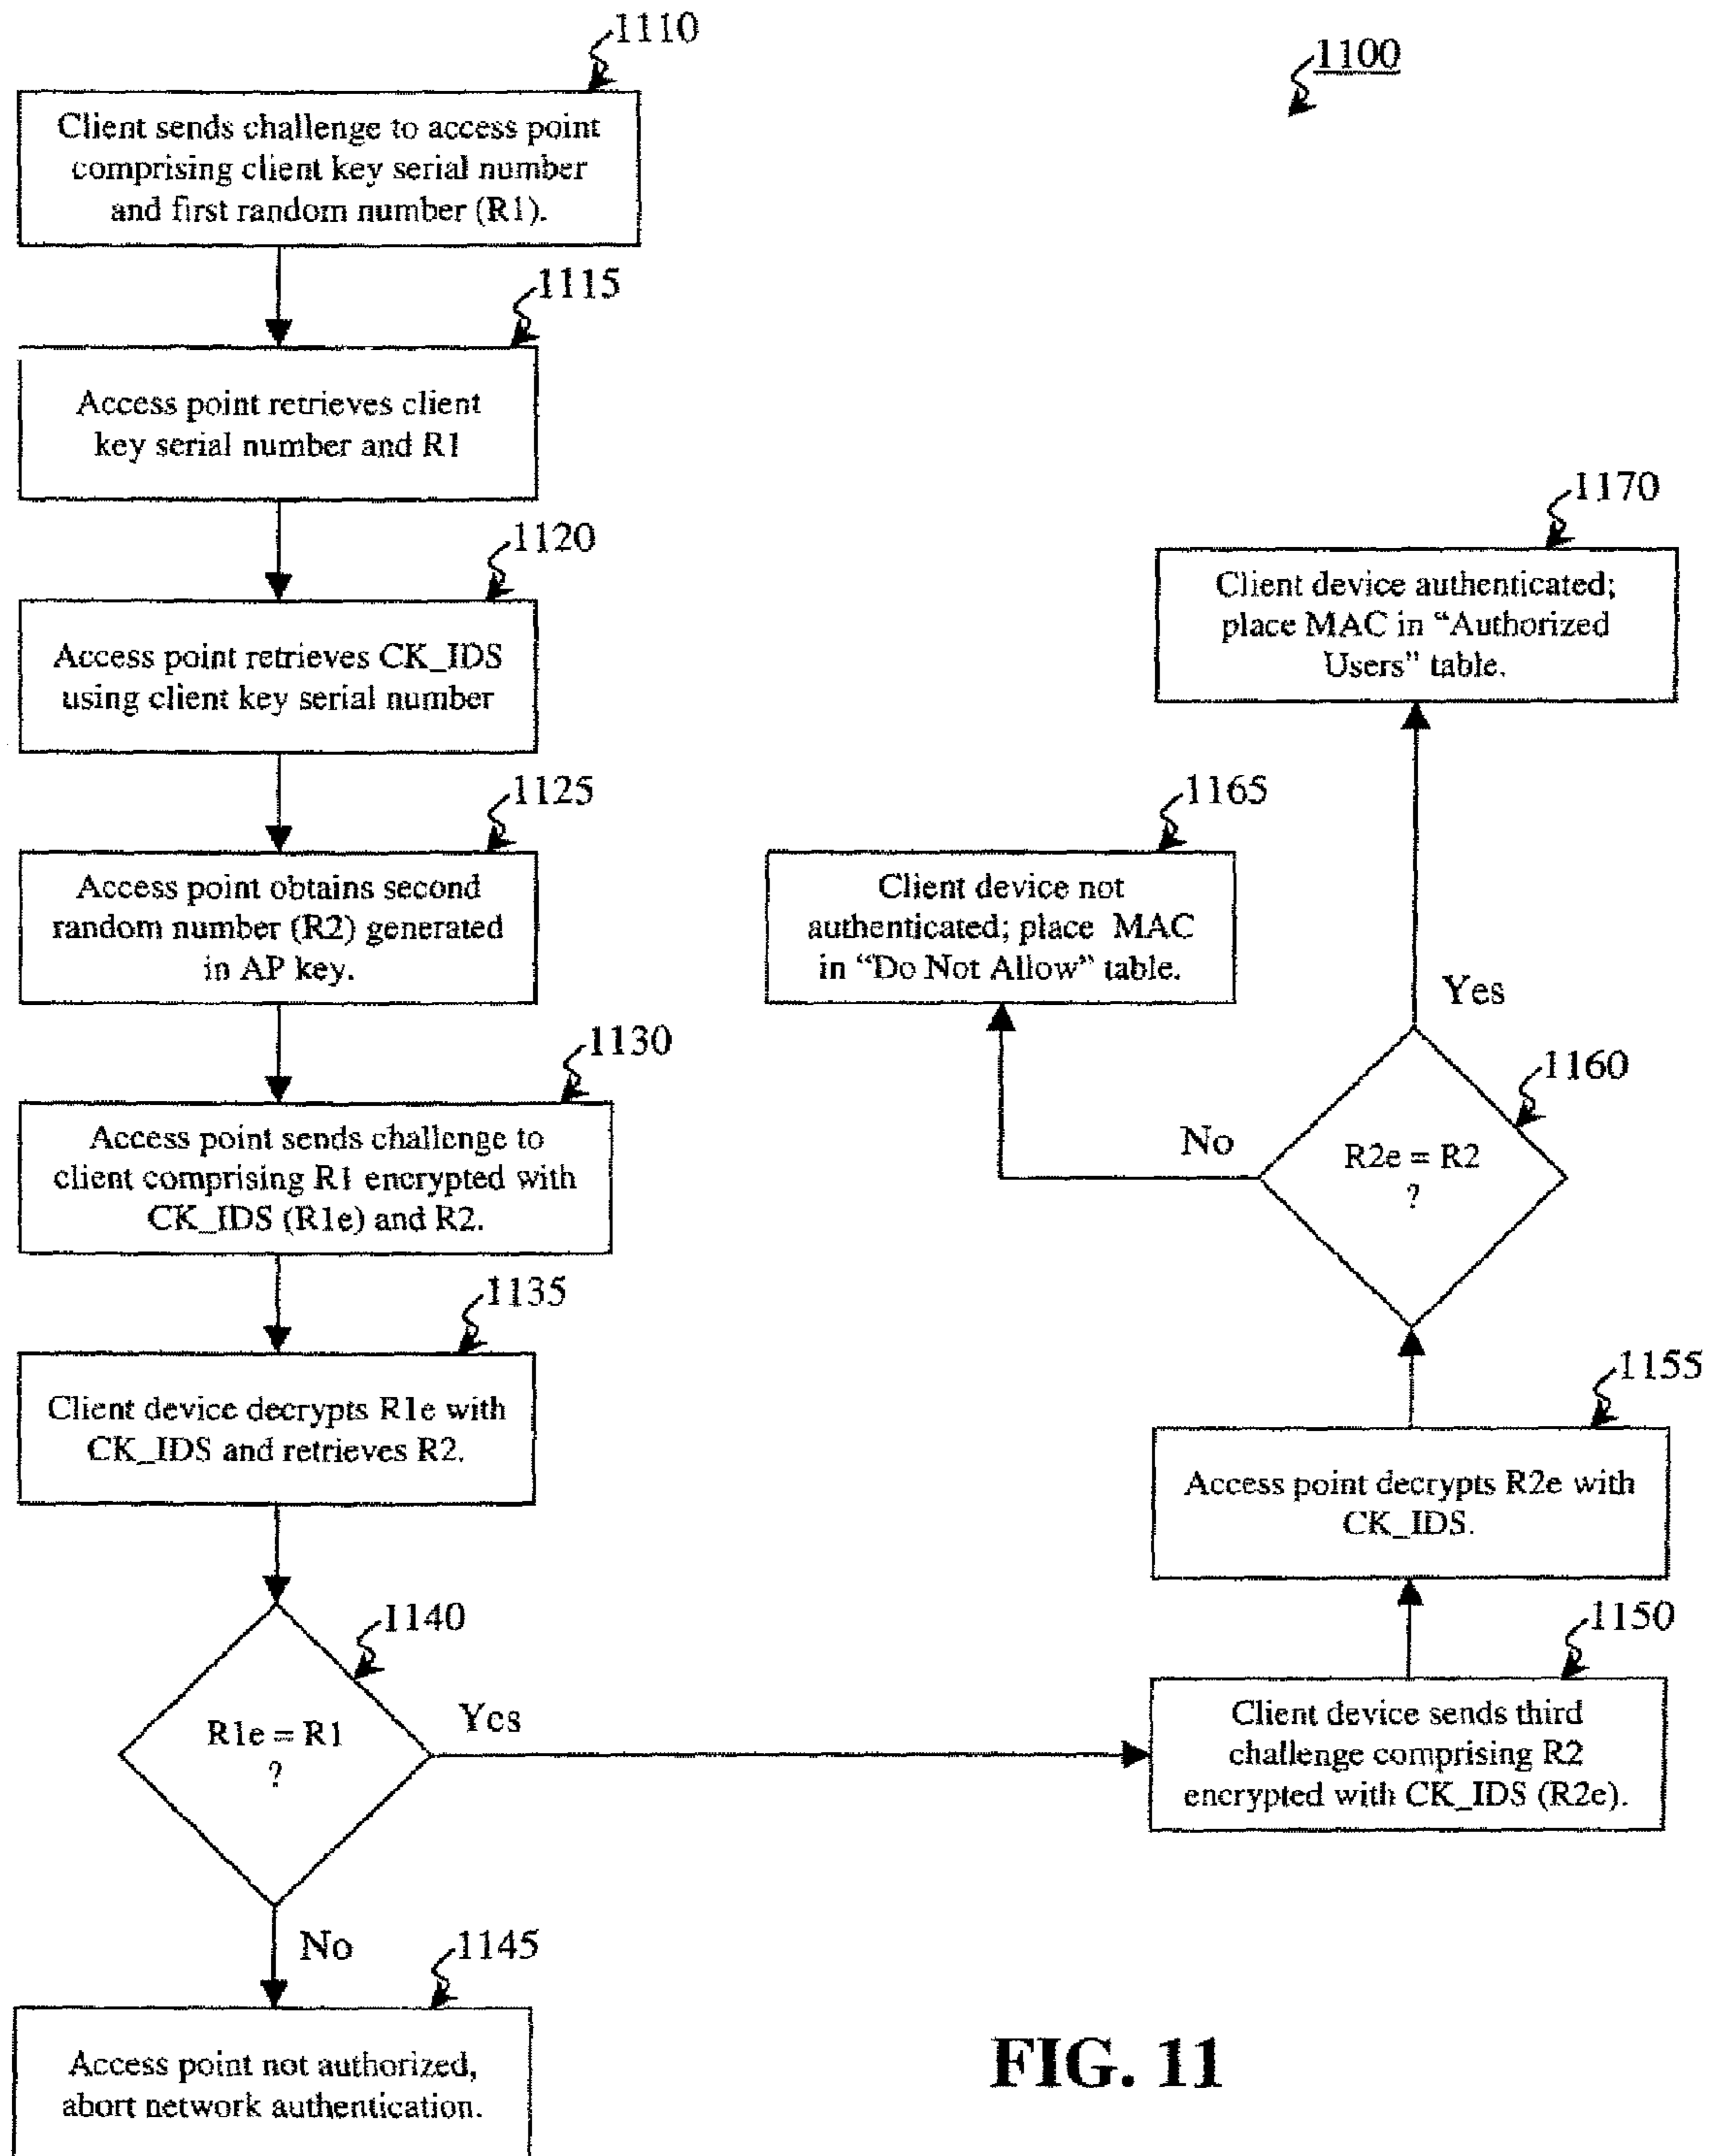 1110
1100
Client sends challenge to access point
comprising client key serial number
and first random number (R1).
1115
Access point retrieves client
key serial number and R1
1120
Access point retrieves CK_IDS
using client key serial number
1125
Access point obtains second
random number (R2) generated
in AP key.
1130
Access point sends challenge to
client comprising R1 encrypted with
CK_IDS (R1e) and R2.
1135
Client device decrypts R1e with
CK_IDS and retrieves R2.
1140
R1e = R1
?
Yes
No
1145
Access point not authorized,
abort network authentication.
1150
Client device sends third
challenge comprising R2
encrypted with CK_IDS (R2e).
1155
Access point decrypts R2e with
CK_IDS.
1160
R2e = R2
?
No
Yes
1165
Client device not
authenticated; place MAC
in “Do Not Allow” table.
1170
Client device authenticated;
place MAC in “Authorized
Users” table.
FIG. 11